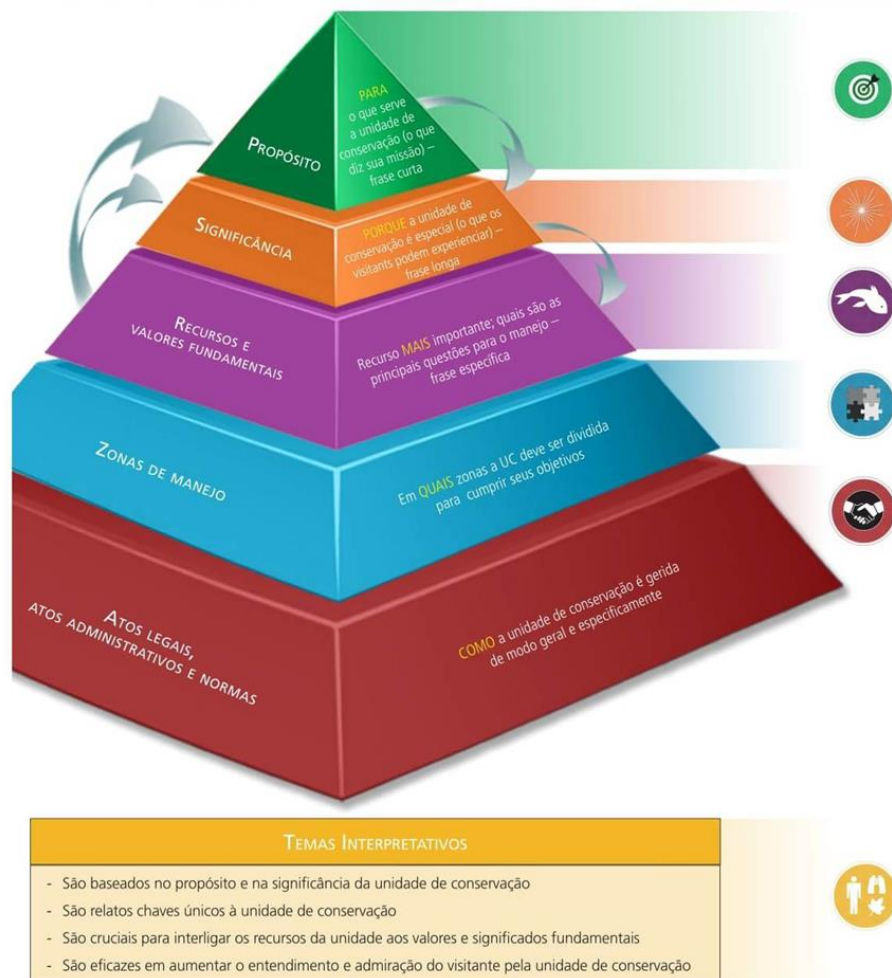 PROPÓSITO
PARA
o que serve
a unidade de
conservação (o que
diz sua missão) –
frase curta
SIGNIFICÂNCIA
PORQUE a unidade de
conservação é especial (o que os
visitants podem experienciar) –
frase longa
RECURSOS E
VALORES FUNDAMENTAIS
Recurso MAIS importante; quais são as
principais questões para o manejo –
frase específica
ZONAS DE MANEJO
Em QUAIS zonas a UC deve ser dividida
para cumprir seus objetivos
ATOS LEGAIS,
ATOS ADMINISTRATIVOS E NORMAS
COMO a unidade de conservação é gerida
de modo geral e especificamente
TEMAS INTERPRETATIVOS
- São baseados no propósito e na significância da unidade de conservação
- São relatos chaves únicos à unidade de conservação
- São cruciais para interligar os recursos da unidade aos valores e significados fundamentais
- São eficazes em aumentar o entendimento e admiração do visitante pela unidade de conservação